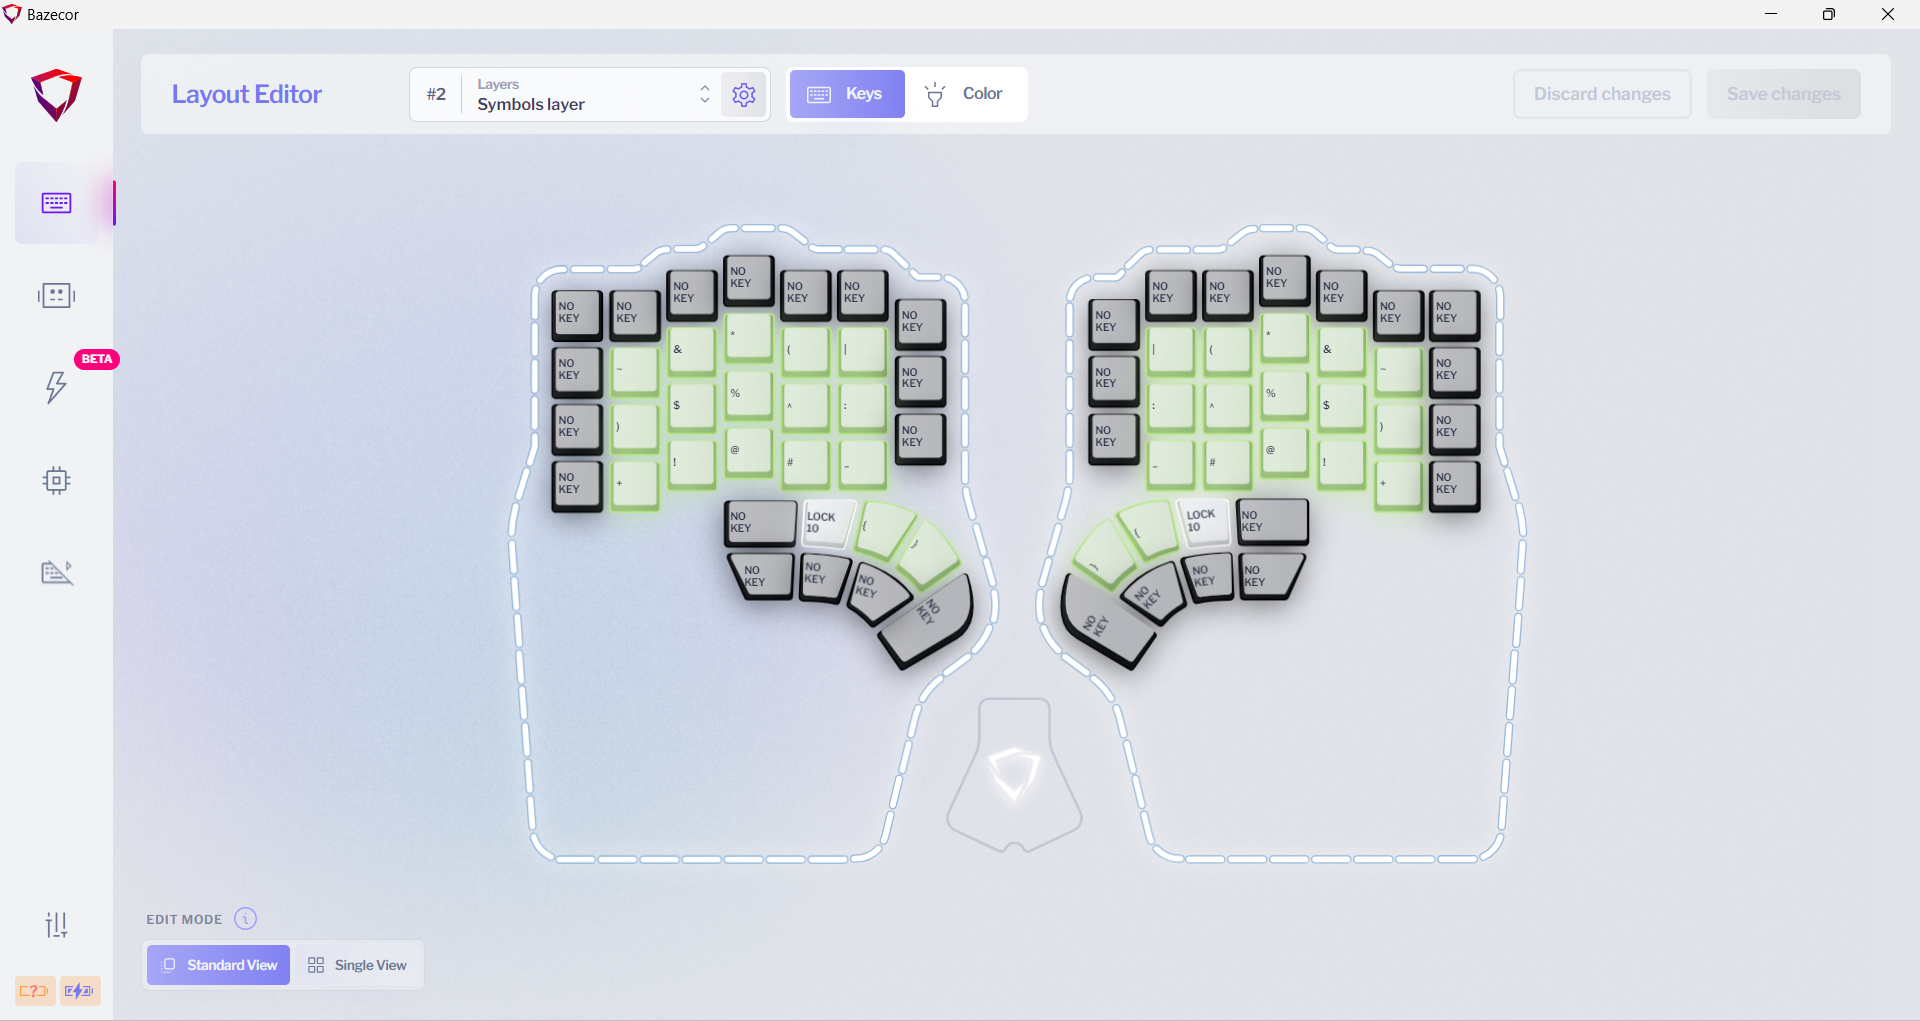 Bazecor
Layout Editor
#2
Layers
Symbols layer
Keys
Color
Discard changes
Save changes
BETA
NO KEY NO KEY NO KEY NO KEY NO KEY NO KEY NO KEY
NO KEY ~ & * ( | NO KEY
NO KEY ) $ % ^ : NO KEY
NO KEY + ! @ # _
NO KEY LOCK 10 { }
NO KEY NO KEY NO KEY NO KEY
NO KEY NO KEY NO KEY NO KEY NO KEY NO KEY NO KEY
NO KEY | ( * & ~ NO KEY
NO KEY : ^ % $ ) NO KEY
_ # @ ! + NO KEY
} { LOCK 10 NO KEY
NO KEY NO KEY NO KEY NO KEY
EDIT MODE
Standard View
Single View